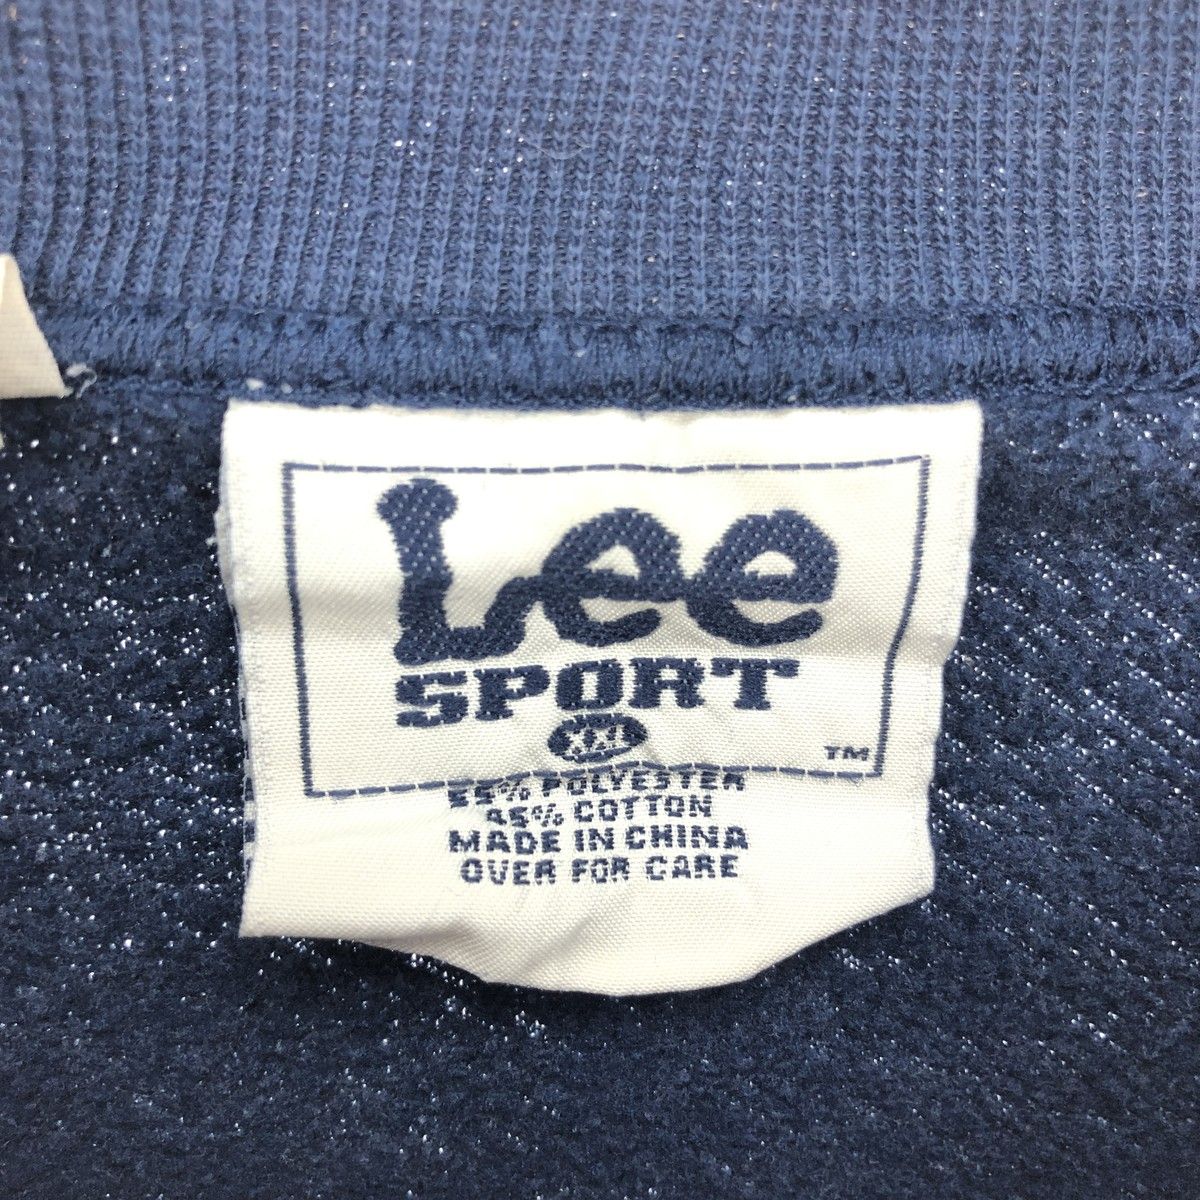 Lee
SPORT
XXL
TM
55% POLYESTER
45% COTTON
MADE IN CHINA
OVER FOR CARE